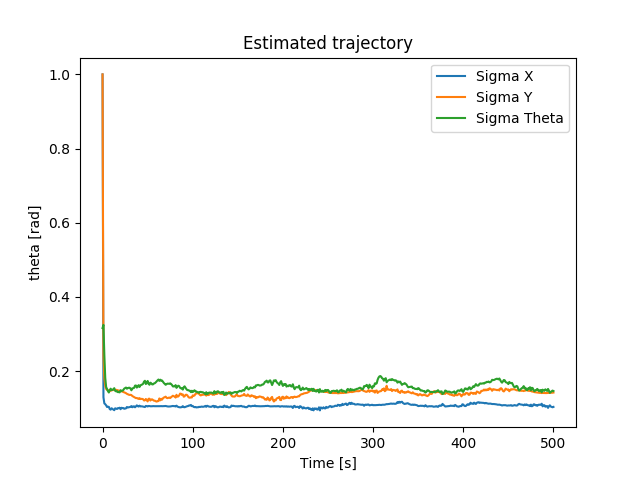 Estimated trajectory
Sigma X
Sigma Y
Sigma Theta
theta [rad]
1.0
0.8
0.6
0.4
0.2
0
100
200
300
400
500
Time [s]